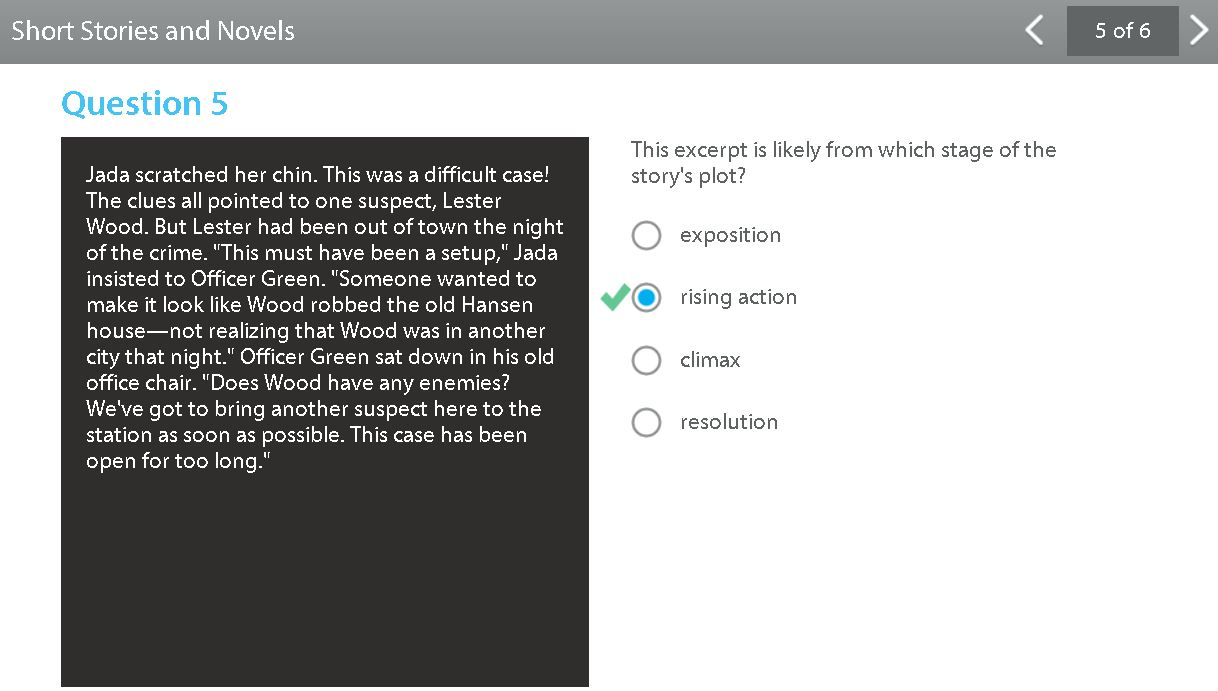 Short Stories and Novels
5 of 6
Question 5
Jada scratched her chin. This was a difficult case!
The clues all pointed to one suspect, Lester
Wood. But Lester had been out of town the night
of the crime. "This must have been a setup," Jada
insisted to Officer Green. "Someone wanted to
make it look like Wood robbed the old Hansen
house—not realizing that Wood was in another
city that night." Officer Green sat down in his old
office chair. "Does Wood have any enemies?
We've got to bring another suspect here to the
station as soon as possible. This case has been
open for too long."
This excerpt is likely from which stage of the
story's plot?
exposition
rising action
climax
resolution